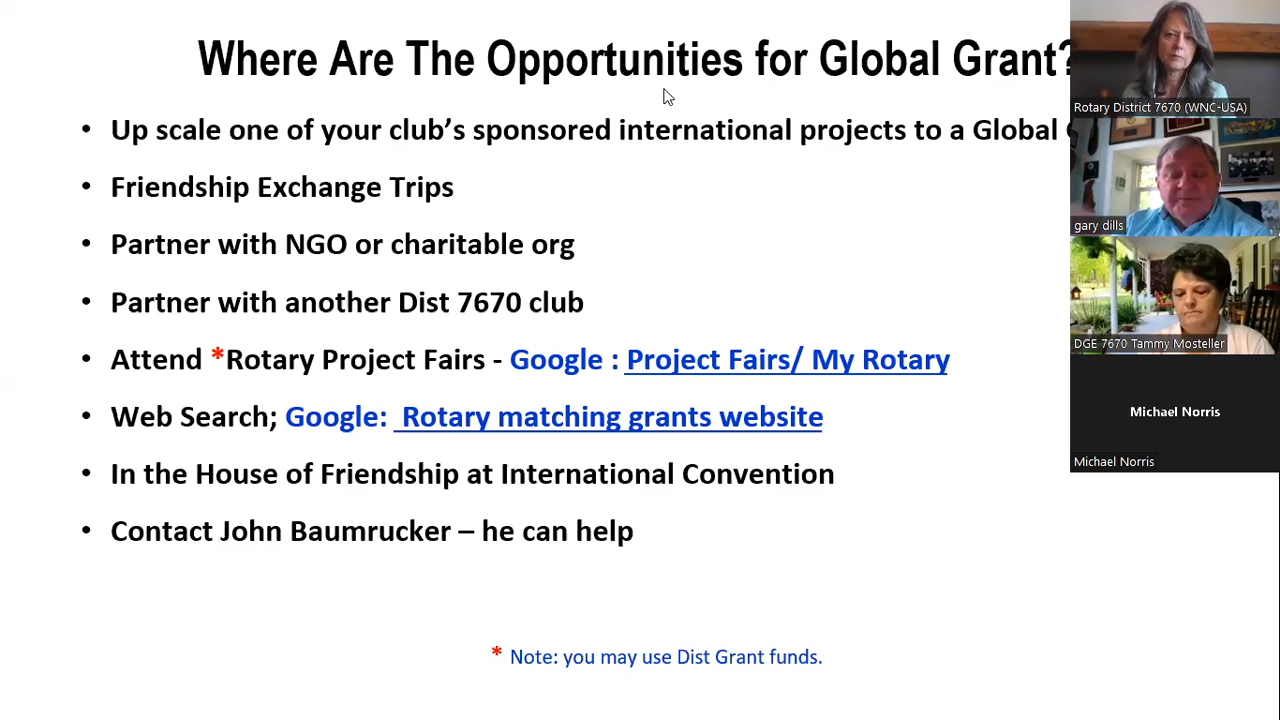 Where Are The Opportunities for Global Grant?
• Up scale one of your club's sponsored international projects to a Global
• Friendship Exchange Trips
• Partner with NGO or charitable org
• Partner with another Dist 7670 club
• Attend *Rotary Project Fairs - Google : Project Fairs/ My Rotary
• Web Search; Google: Rotary matching grants website
• In the House of Friendship at International Convention
• Contact John Baumrucker – he can help
* Note: you may use Dist Grant funds.
Rotary District 7670 (WNC-USA)
gary dills
DGE 7670 Tammy Mosteller
Michael Norris
Michael Norris